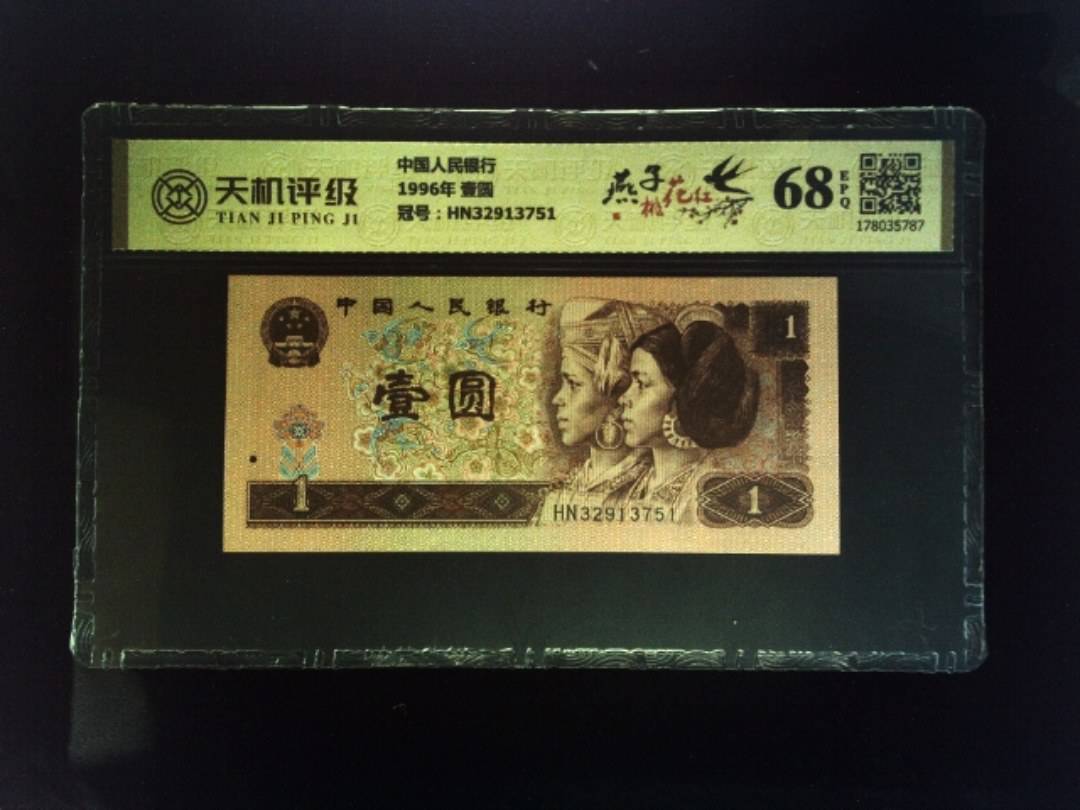 天机评级
TIAN JI PING JI
中国人民银行
1996年 壹圆
冠号：HN32913751
燕子
桃花红
68
EPQ
178035787
中国人民银行
1
壹圆
1
HN32913751
1